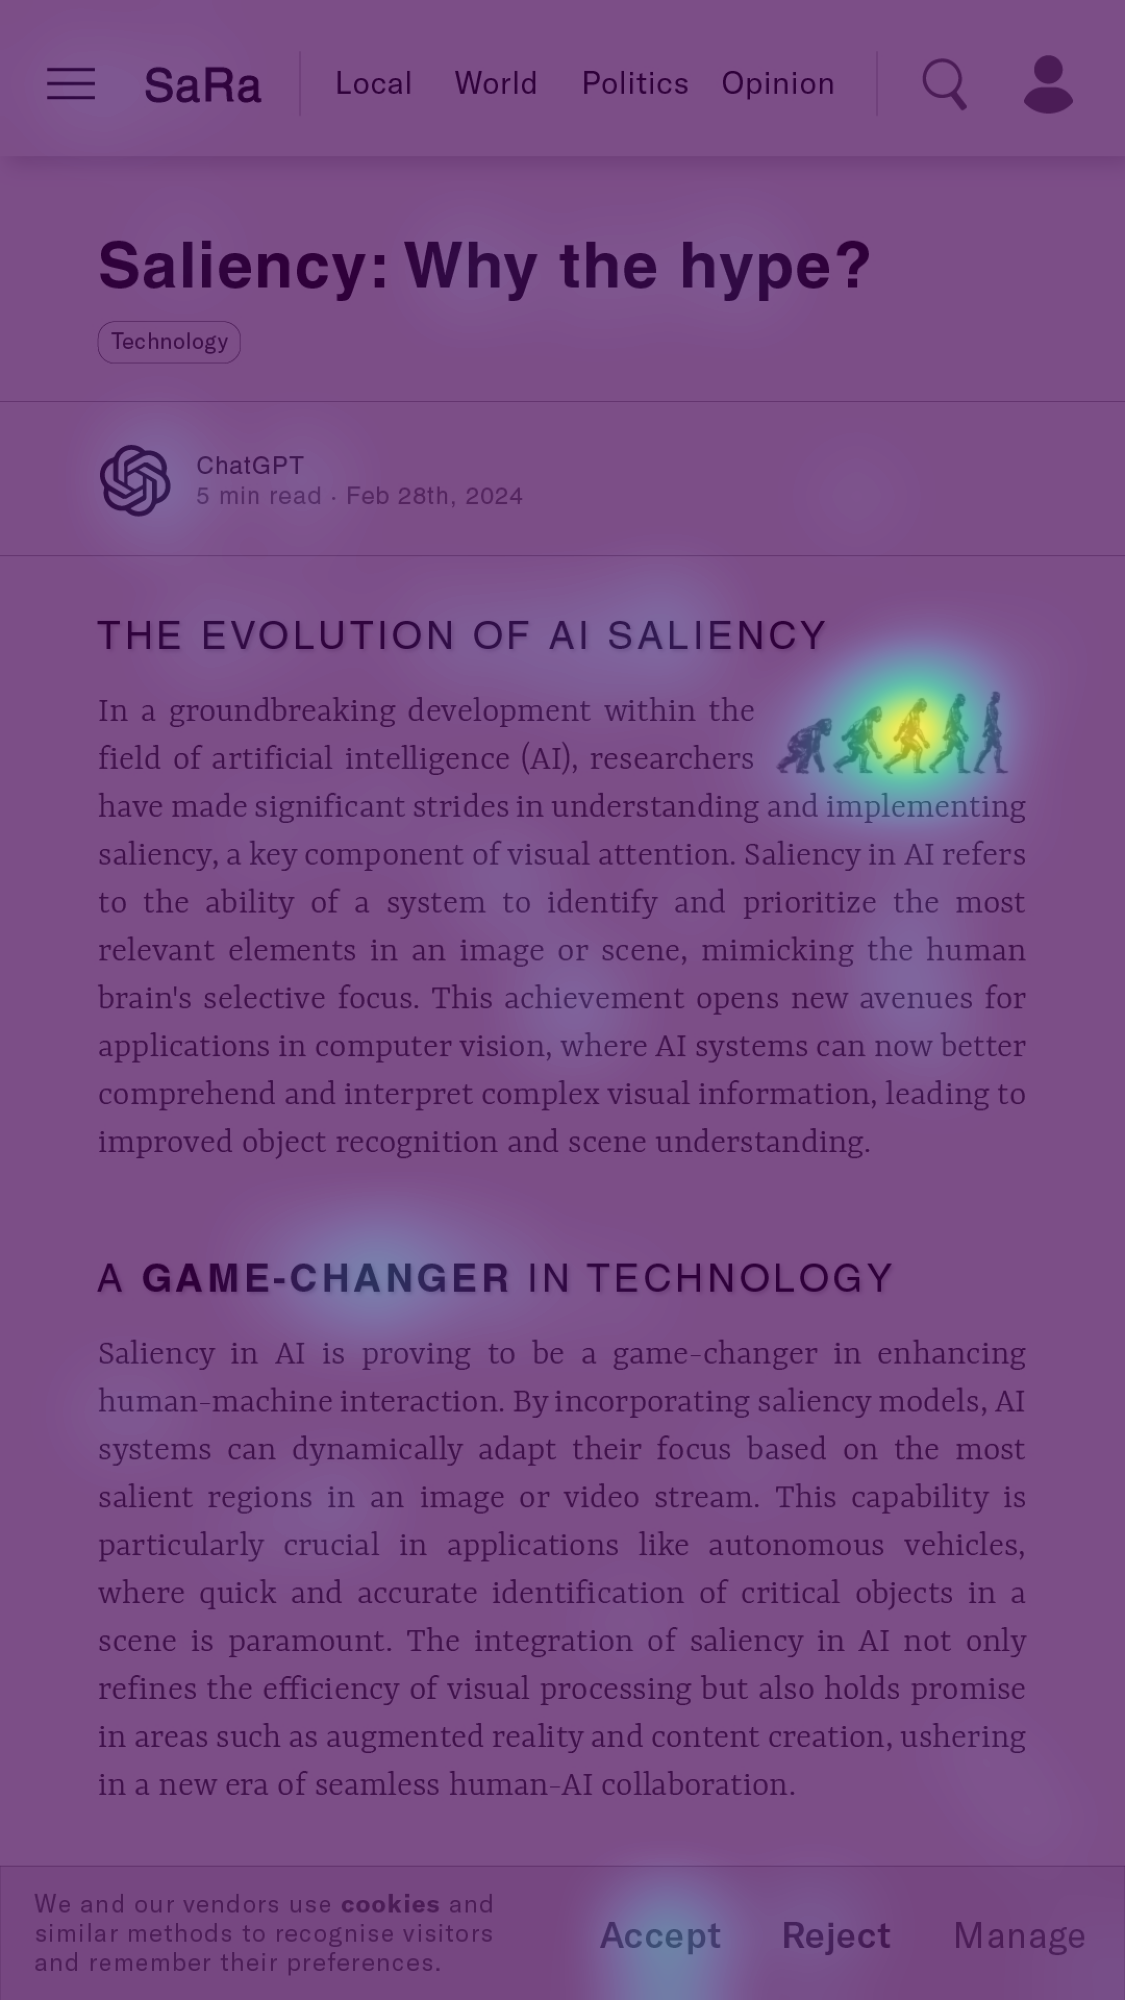 SaRa Local World Politics Opinion
Saliency: Why the hype?
Technology
ChatGPT
5 min read · Feb 28th, 2024
THE EVOLUTION OF AI SALIENCY
In a groundbreaking development within the
field of artificial intelligence (AI), researchers
have made significant strides in understanding and implementing
saliency, a key component of visual attention. Saliency in AI refers
to the ability of a system to identify and prioritize the most
relevant elements in an image or scene, mimicking the human
brain's selective focus. This achievement opens new avenues for
applications in computer vision, where AI systems can now better
comprehend and interpret complex visual information, leading to
improved object recognition and scene understanding.
A GAME-CHANGER IN TECHNOLOGY
Saliency in AI is proving to be a game-changer in enhancing
human-machine interaction. By incorporating saliency models, AI
systems can dynamically adapt their focus based on the most
salient regions in an image or video stream. This capability is
particularly crucial in applications like autonomous vehicles,
where quick and accurate identification of critical objects in a
scene is paramount. The integration of saliency in AI not only
refines the efficiency of visual processing but also holds promise
in areas such as augmented reality and content creation, ushering
in a new era of seamless human-AI collaboration.
We and our vendors use cookies and
similar methods to recognise visitors
and remember their preferences.
Accept Reject Manage